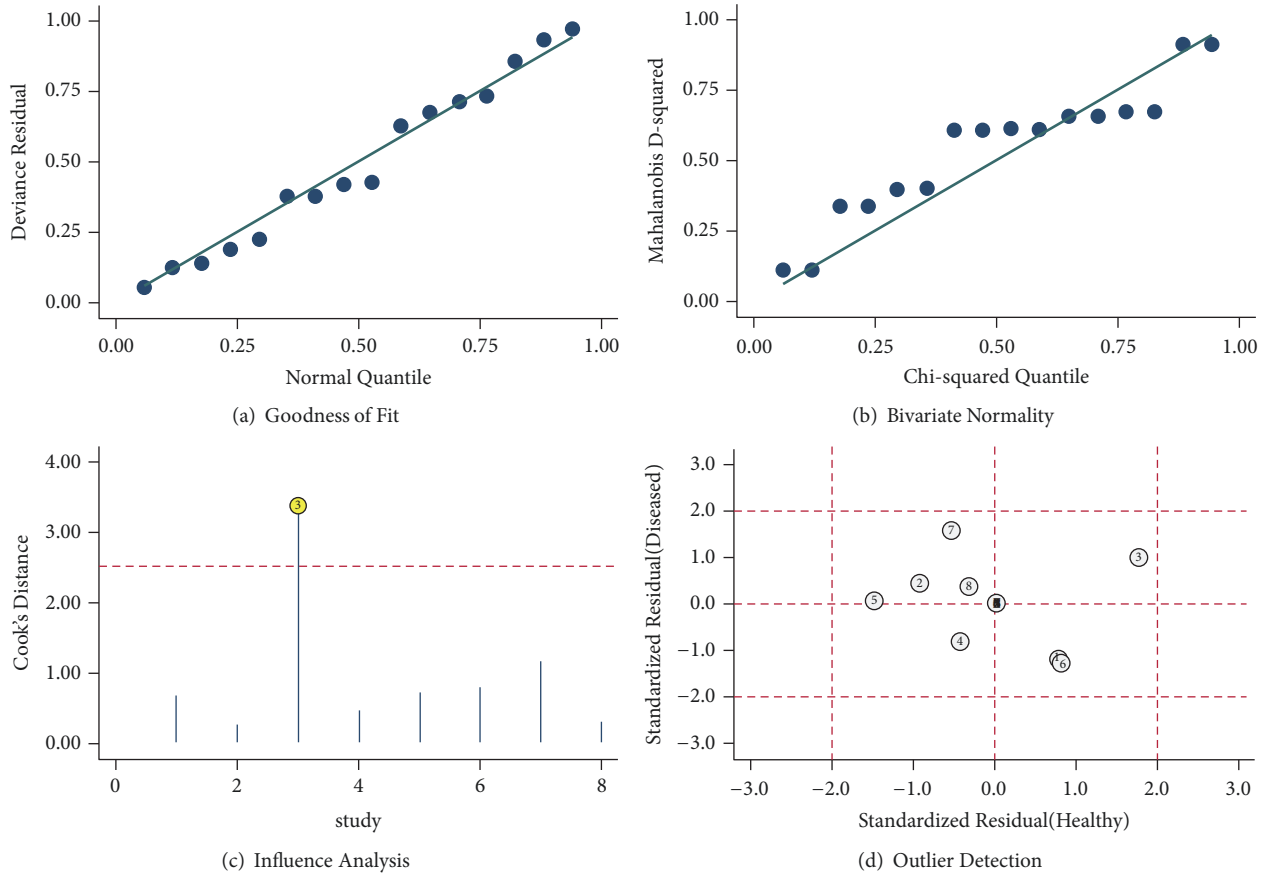 1.00
0.75
0.50
0.25
0.00
Deviance Residual
0.00 0.25 0.50 0.75 1.00
Normal Quantile
(a) Goodness of Fit
1.00
0.75
0.50
0.25
0.00
Mahalanobis D-squared
0.00 0.25 0.50 0.75 1.00
Chi-squared Quantile
(b) Bivariate Normality
4.00
3.00
2.00
1.00
0.00
Cook's Distance
3
0 2 4 6 8
study
(c) Influence Analysis
3.0
2.0
1.0
0.0
−1.0
−2.0
−3.0
Standardized Residual(Diseased)
7
3
2
8
5
4
1
6
−3.0 −2.0 −1.0 0.0 1.0 2.0 3.0
Standardized Residual(Healthy)
(d) Outlier Detection